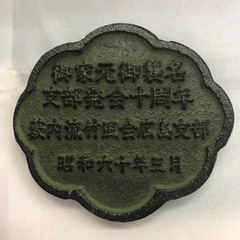 御家元御襲名
支部発会十周年
薮内流竹風会広島支部
昭和六十年三月